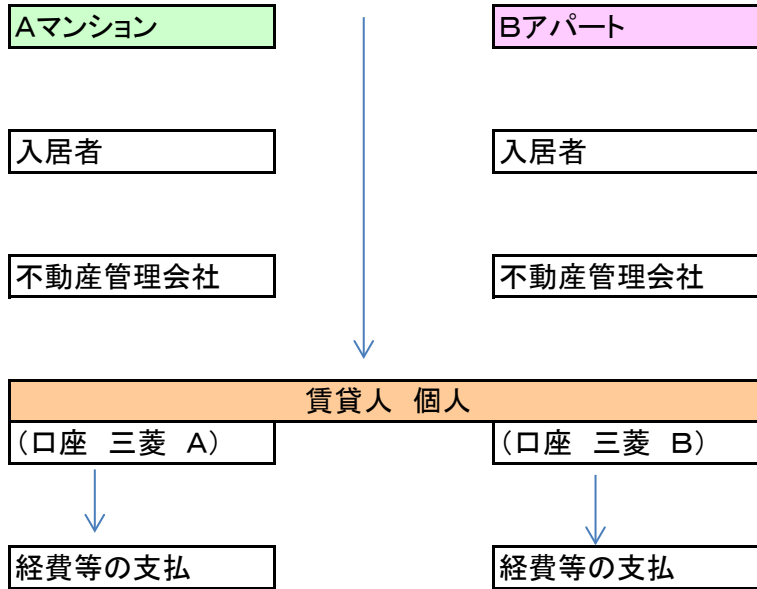 Aマンション
Bアパート
入居者
入居者
不動産管理会社
不動産管理会社
賃貸人 個人
(口座 三菱 A)
(口座 三菱 B)
経費等の支払
経費等の支払